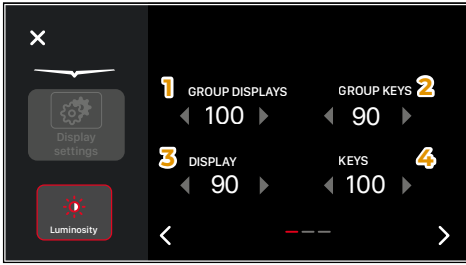 1 GROUP DISPLAYS
100
GROUP KEYS 2
90
3 DISPLAY
90
KEYS 4
100
Display
settings
Luminosity